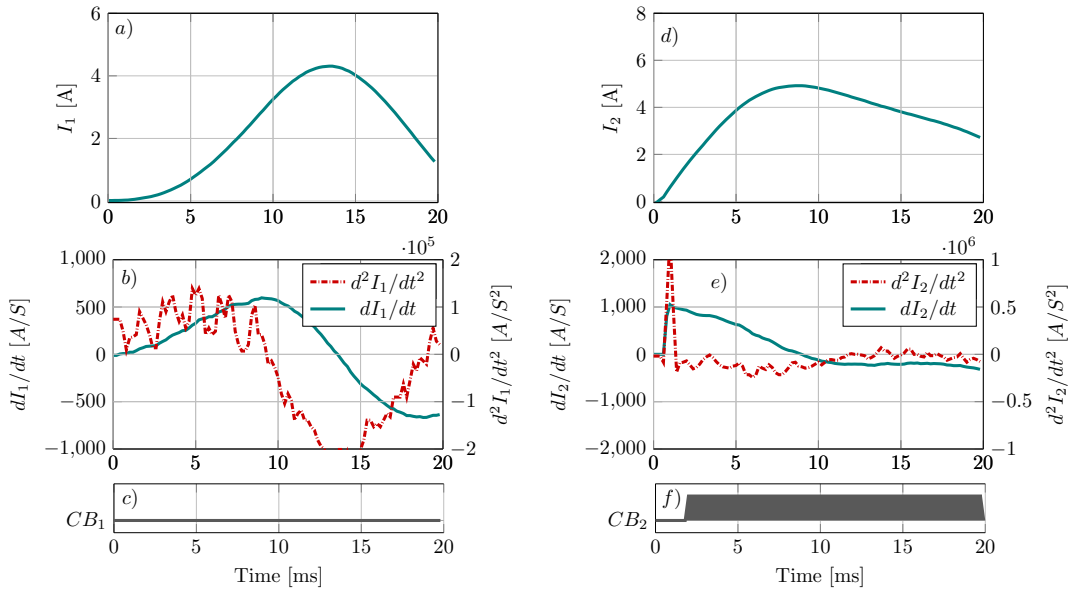 a)
I₁ [A]
6
4
2
0
0 5 10 15 20
d)
I₂ [A]
8
6
4
2
0
0 5 10 15 20
·10⁵
b)
d²I₁/dt²
dI₁/dt
dI₁/dt [A/S]
1,000
500
0
−500
−1,000
d²I₁/dt² [A/S²]
2
1
0
−1
−2
0 5 10 15 20
·10⁶
e)
d²I₂/dt²
dI₂/dt
dI₂/dt [A/S]
2,000
1,000
0
−1,000
−2,000
d²I₂/dt² [A/S²]
1
0.5
0
−0.5
−1
0 5 10 15 20
c)
CB₁
0 5 10 15 20
Time [ms]
f)
CB₂
0 5 10 15 20
Time [ms]